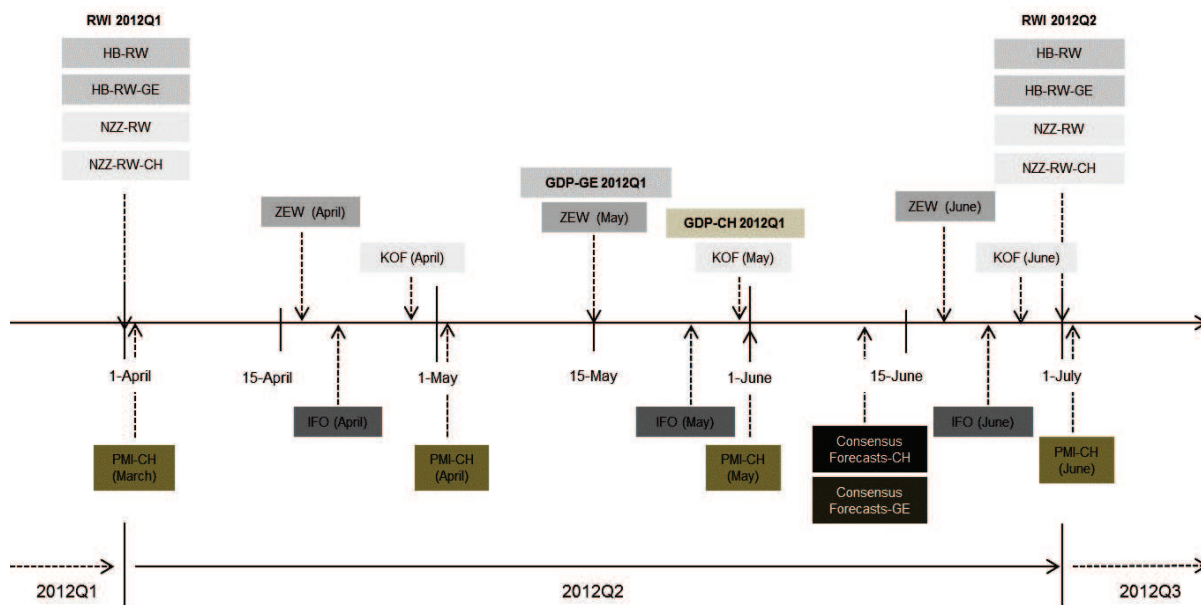 RWI 2012Q1
HB-RW
HB-RW-GE
NZZ-RW
NZZ-RW-CH
RWI 2012Q2
HB-RW
HB-RW-GE
NZZ-RW
NZZ-RW-CH
ZEW (April)
KOF (April)
GDP-GE 2012Q1
ZEW (May)
GDP-CH 2012Q1
KOF (May)
ZEW (June)
KOF (June)
1-April
15-April
1-May
15-May
1-June
15-June
1-July
PMI-CH
(March)
IFO (April)
PMI-CH
(April)
IFO (May)
PMI-CH
(May)
Consensus
Forecasts-CH
Consensus
Forecasts-GE
IFO (June)
PMI-CH
(June)
2012Q1
2012Q2
2012Q3